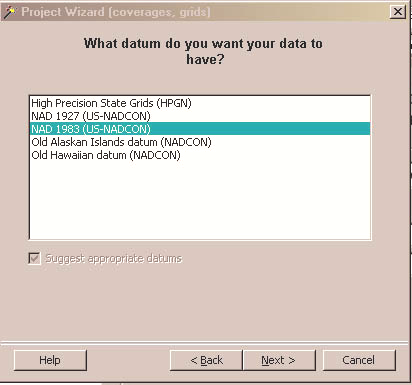 Project Wizard (coverages, grids)
What datum do you want your data to
have?
High Precision State Grids (HPGN)
NAD 1927 (US-NADCON)
NAD 1983 (US-NADCON)
Old Alaskan Islands datum (NADCON)
Old Hawaiian datum (NADCON)
Suggest appropriate datums
Help
< Back
Next >
Cancel